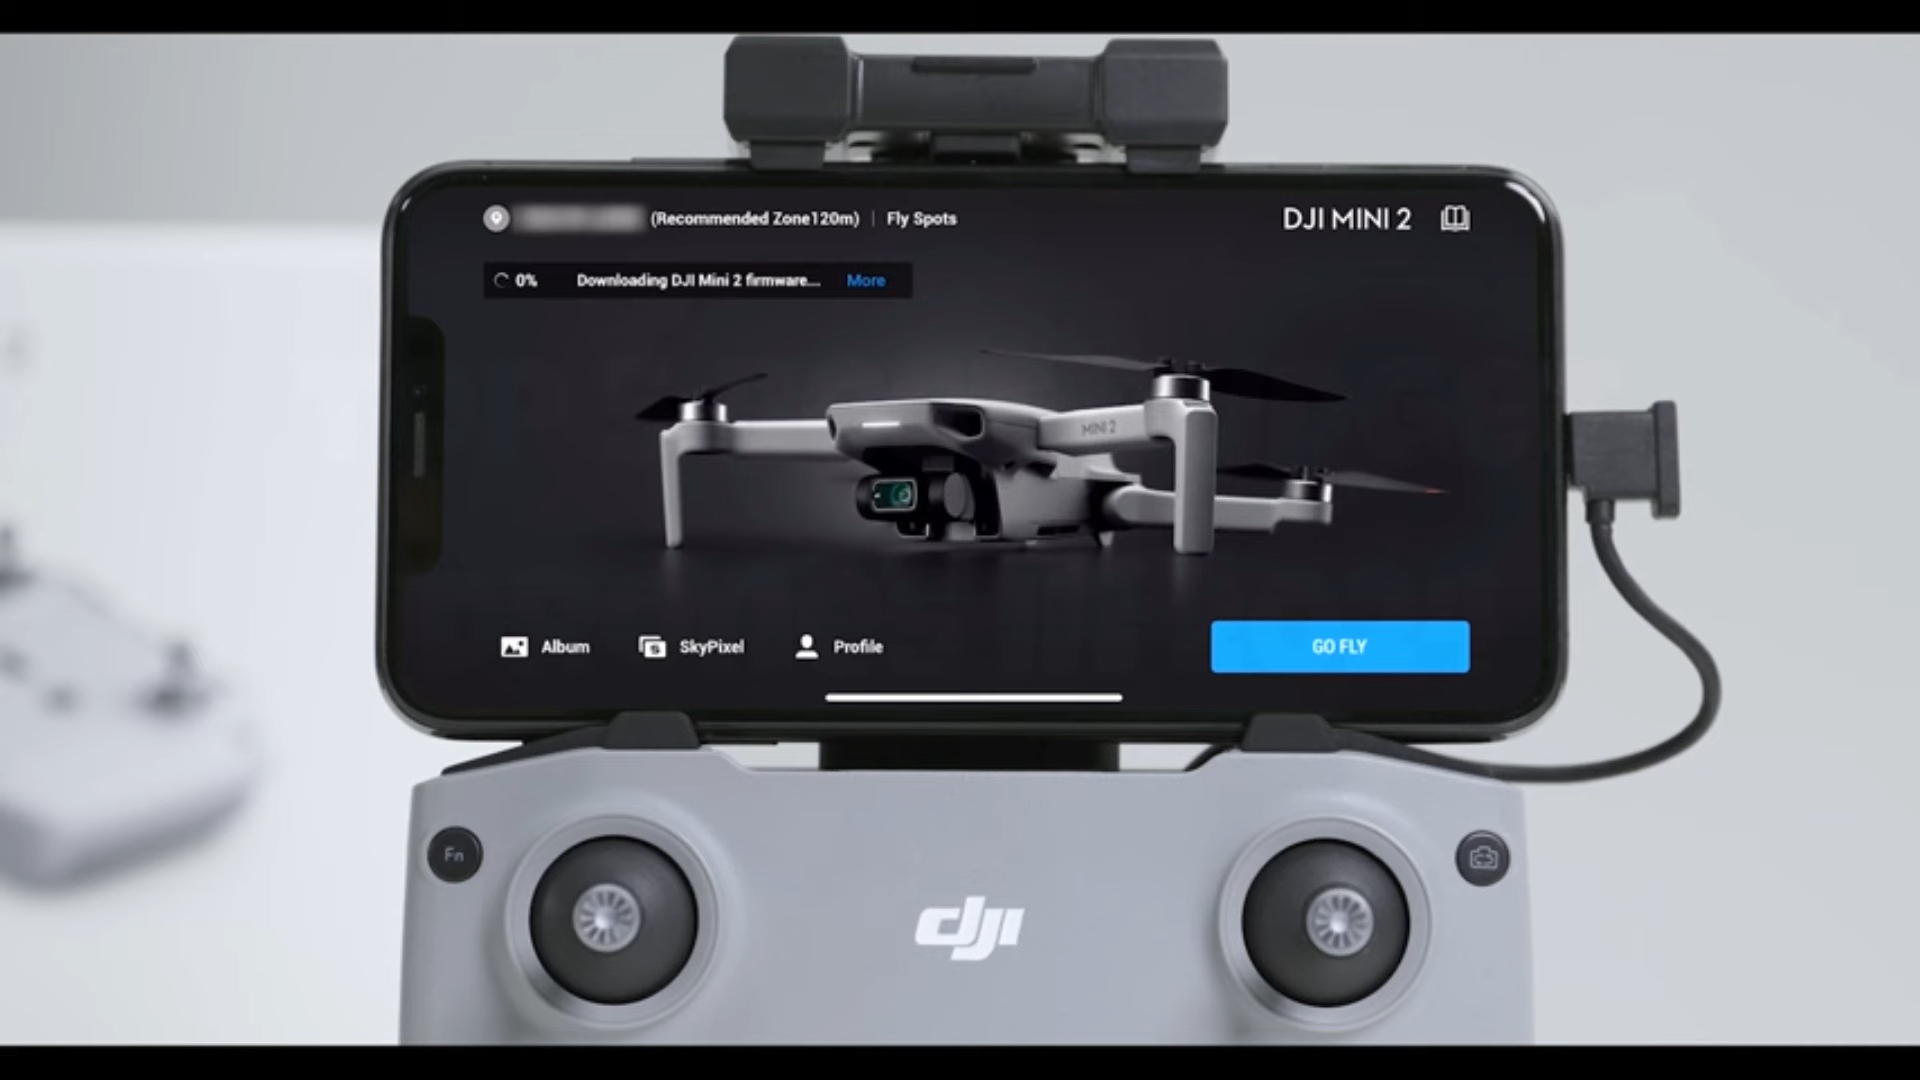 (Recommended Zone120m) | Fly Spots
DJI MINI 2
0% Downloading DJI Mini 2 firmware... More
MINI 2
Album
SkyPixel
Profile
GO FLY
Fn
dji